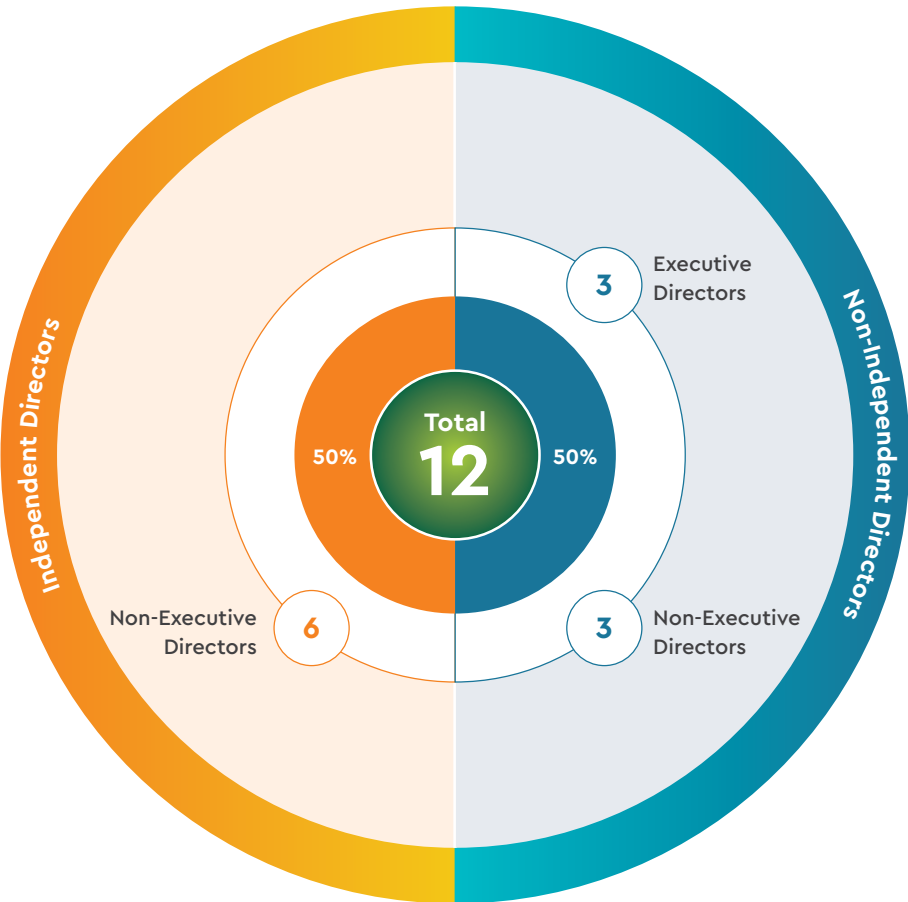 Independent Directors
Non-Independent Directors
3
Executive
Directors
Total
12
50%
50%
Non-Executive
Directors
6
3
Non-Executive
Directors